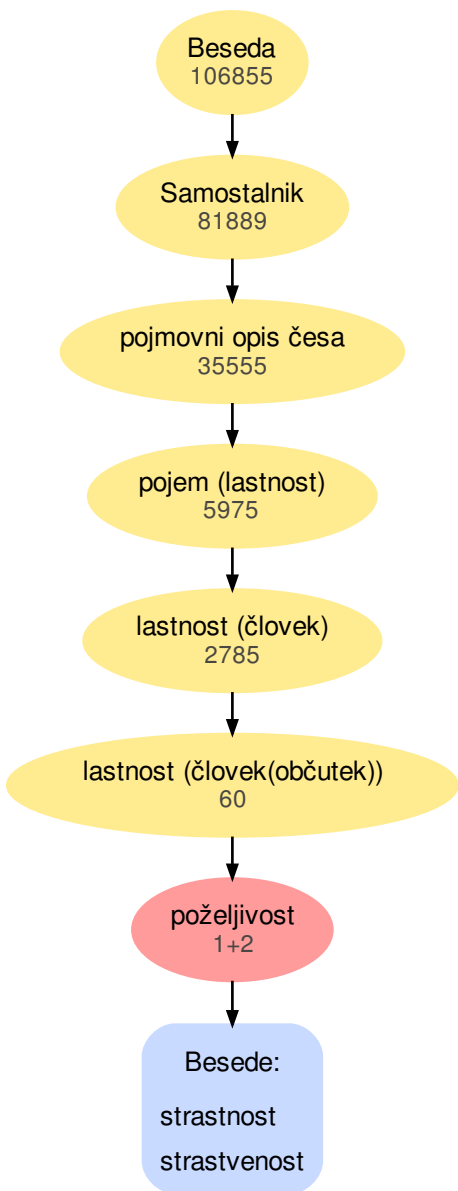 Beseda
106855
Samostalnik
81889
pojmovni opis česa
35555
pojem (lastnost)
5975
lastnost (človek)
2785
lastnost (človek(občutek))
60
poželjivost
1+2
Besede:
strastnost
strastvenost